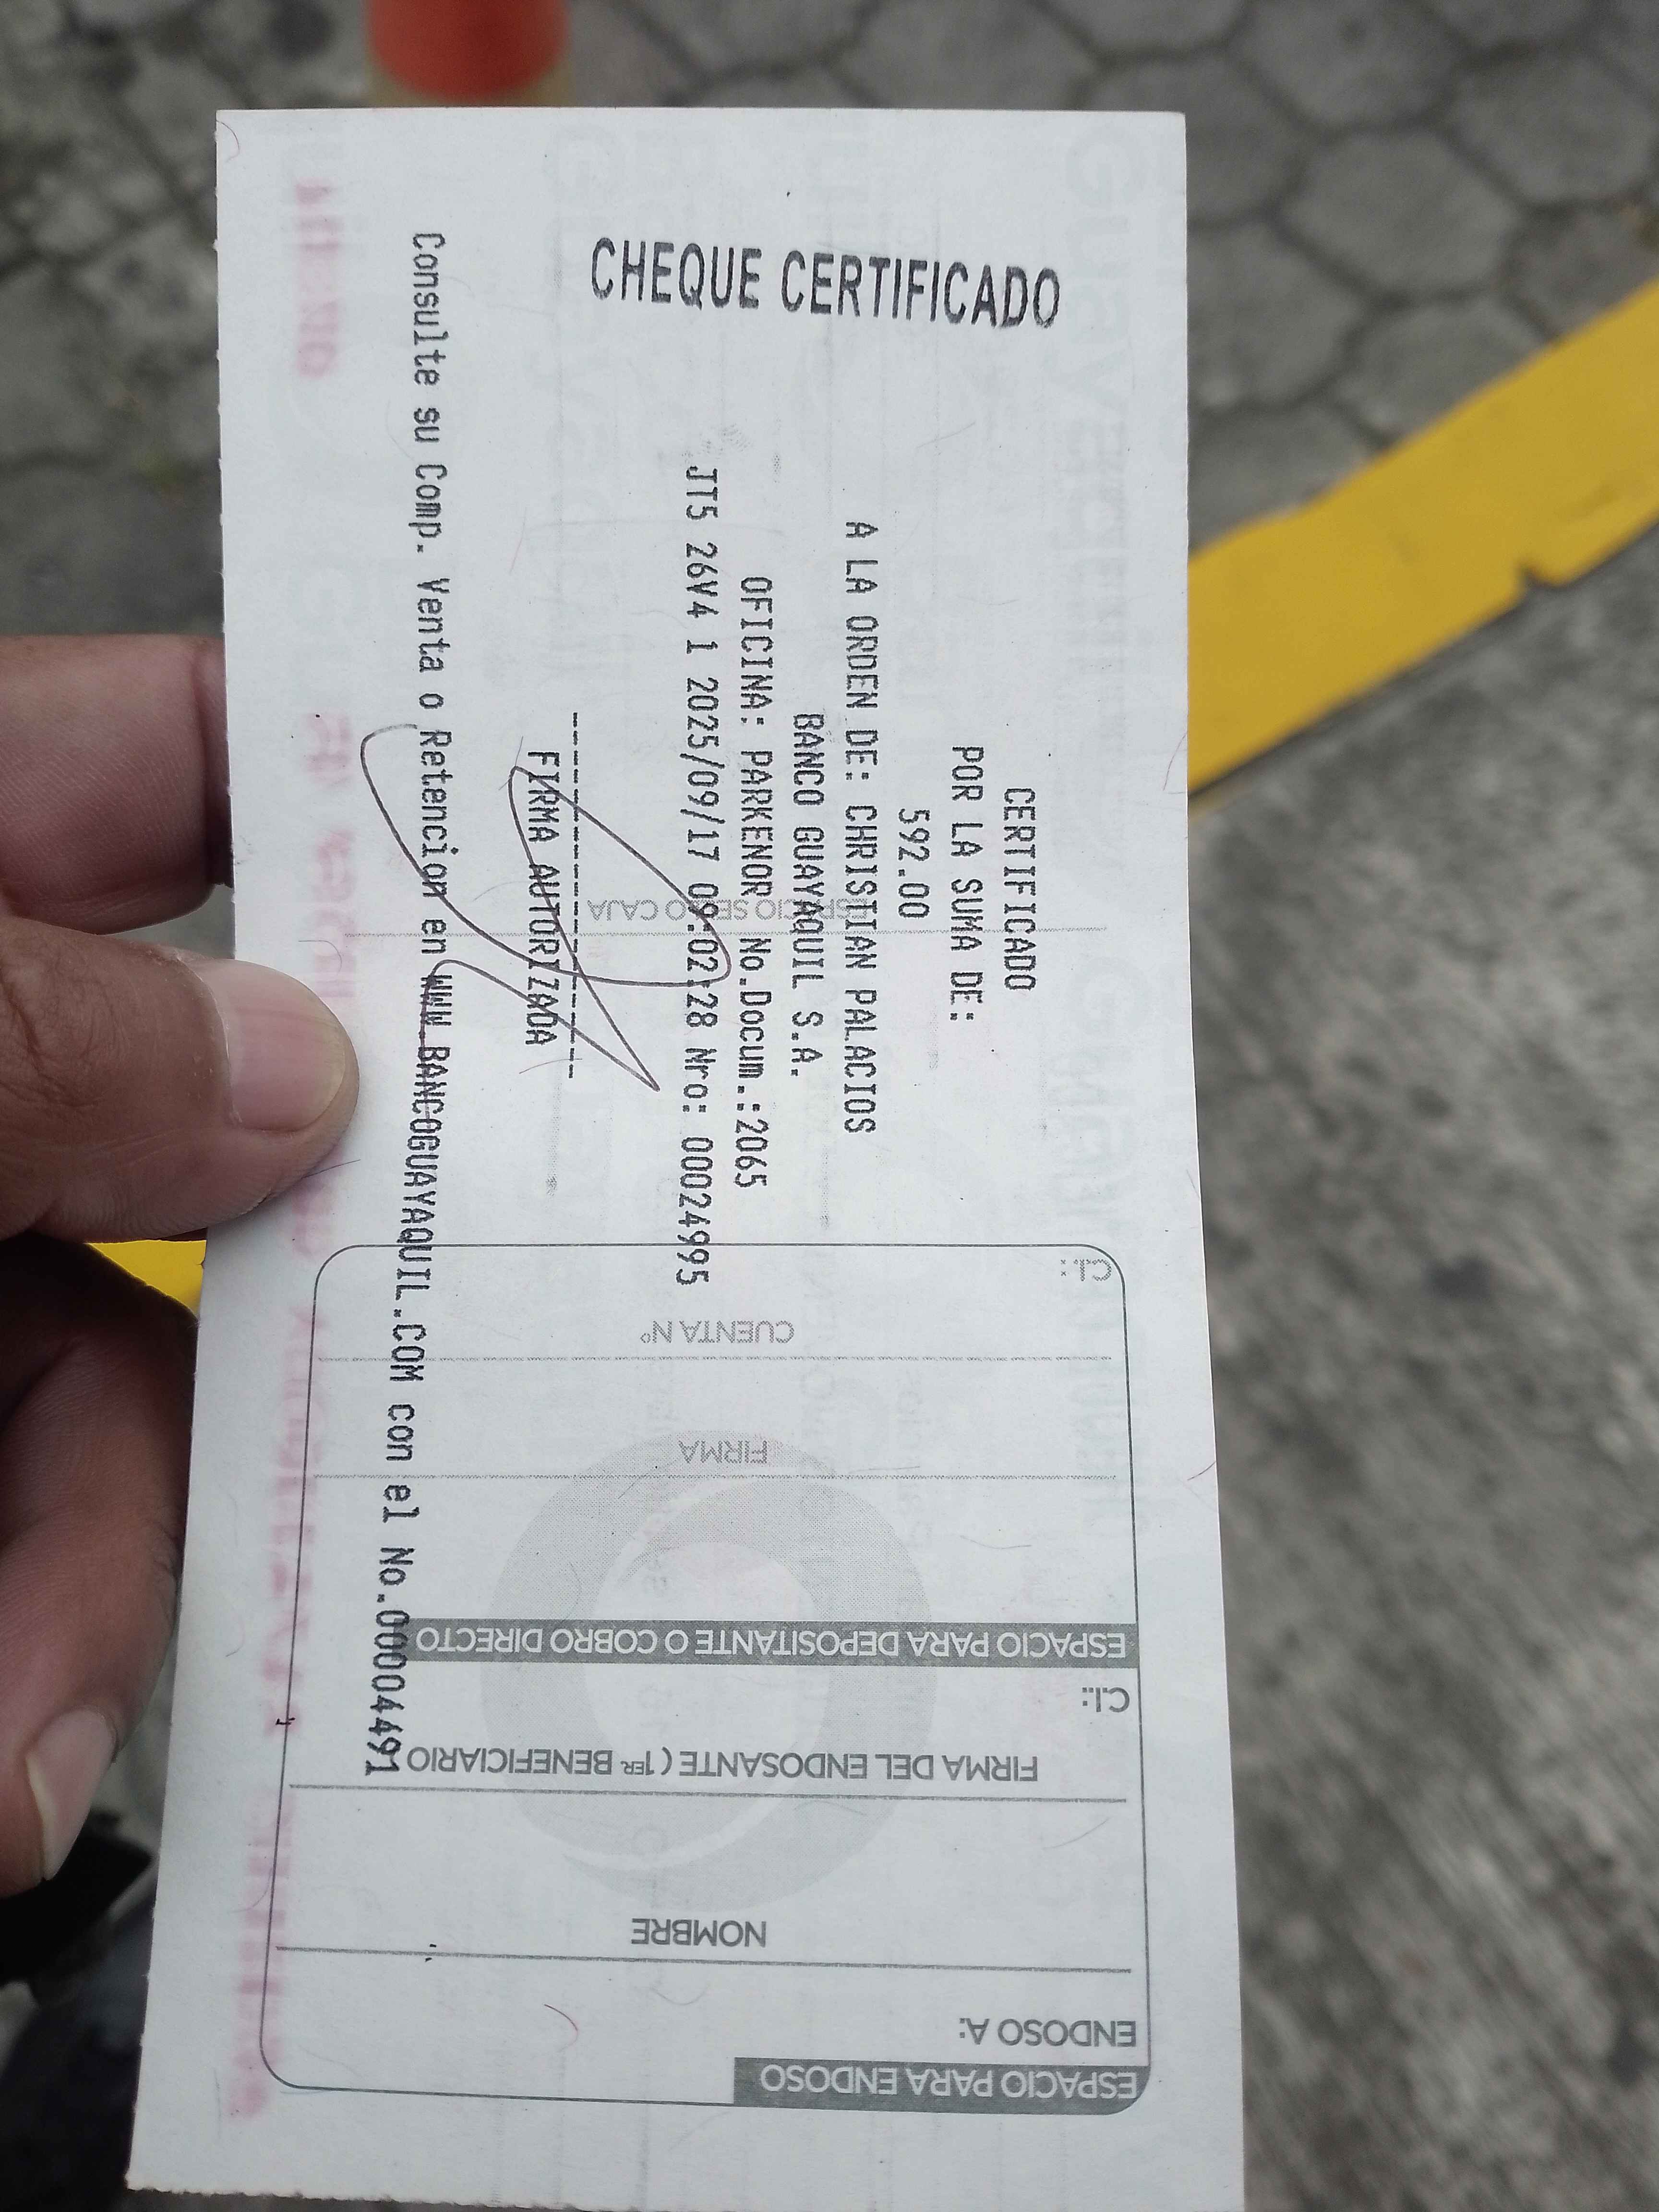 CHEQUE CERTIFICADO
CERTIFICADO
POR LA SUMA DE:
592.00
A LA ORDEN DE: CHRISTIAN PALACIOS
BANCO GUAYAQUIL S.A.
OFICINA: PARKENOR No.Docum.:2065
JT5 26V4 1 2025/09/17 09:02:28 Nro: 00024995
FIRMA AUTORIZADA
Consulte su Comp. Venta o Retencion en WWW.BANCOGUAYAQUIL.COM con el No.00004491
ESPACIO PARA ENDOSO
ENDOSO A:
NOMBRE
FIRMA DEL ENDOSANTE (1ER BENEFICIARIO
C.I.:
ESPACIO PARA DEPOSITANTE O COBRO DIRECTO
FIRMA
CUENTA Nº
C.I.:
ESPACIO SELLO CAJA